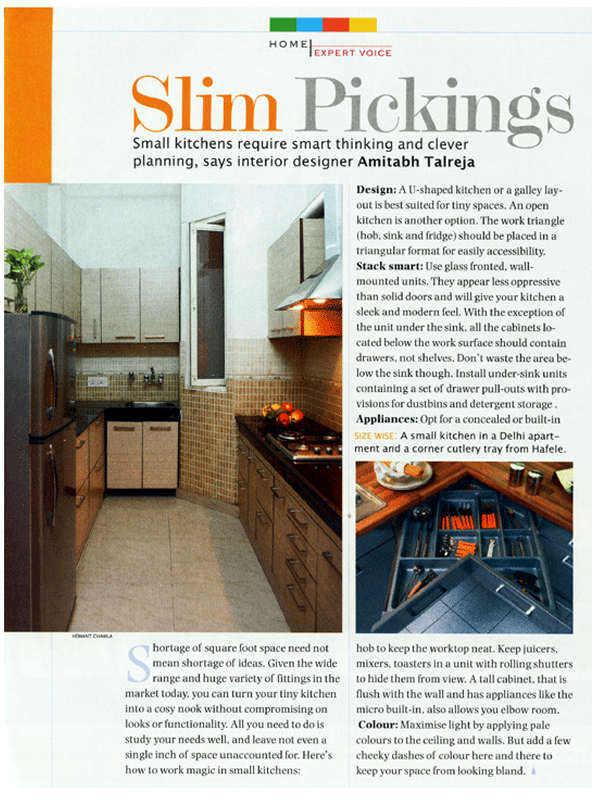 HOME
EXPERT VOICE
Slim Pickings
Small kitchens require smart thinking and clever
planning, says interior designer Amitabh Talreja
HEMANT CHAWLA
Shortage of square foot space need not
mean shortage of ideas. Given the wide
range and huge variety of fittings in the
market today, you can turn your tiny kitchen
into a cosy nook without compromising on
looks or functionality. All you need to do is
study your needs well, and leave not even a
single inch of space unaccounted for. Here's
how to work magic in small kitchens:
Design: A U-shaped kitchen or a galley lay-
out is best suited for tiny spaces. An open
kitchen is another option. The work triangle
(hob, sink and fridge) should be placed in a
triangular format for easily accessibility.
Stack smart: Use glass fronted, wall-
mounted units. They appear less oppressive
than solid doors and will give your kitchen a
sleek and modern feel. With the exception of
the unit under the sink, all the cabinets lo-
cated below the work surface should contain
drawers, not shelves. Don't waste the area be-
low the sink though. Install under-sink units
containing a set of drawer pull-outs with pro-
visions for dustbins and detergent storage .
Appliances: Opt for a concealed or built-in
SIZE WISE: A small kitchen in a Delhi apart-
ment and a corner cutlery tray from Hafele.
hob to keep the worktop neat. Keep juicers,
mixers, toasters in a unit with rolling shutters
to hide them from view. A tall cabinet, that is
flush with the wall and has appliances like the
micro built-in, also allows you elbow room.
Colour: Maximise light by applying pale
colours to the ceiling and walls. But add a few
cheeky dashes of colour here and there to
keep your space from looking bland.